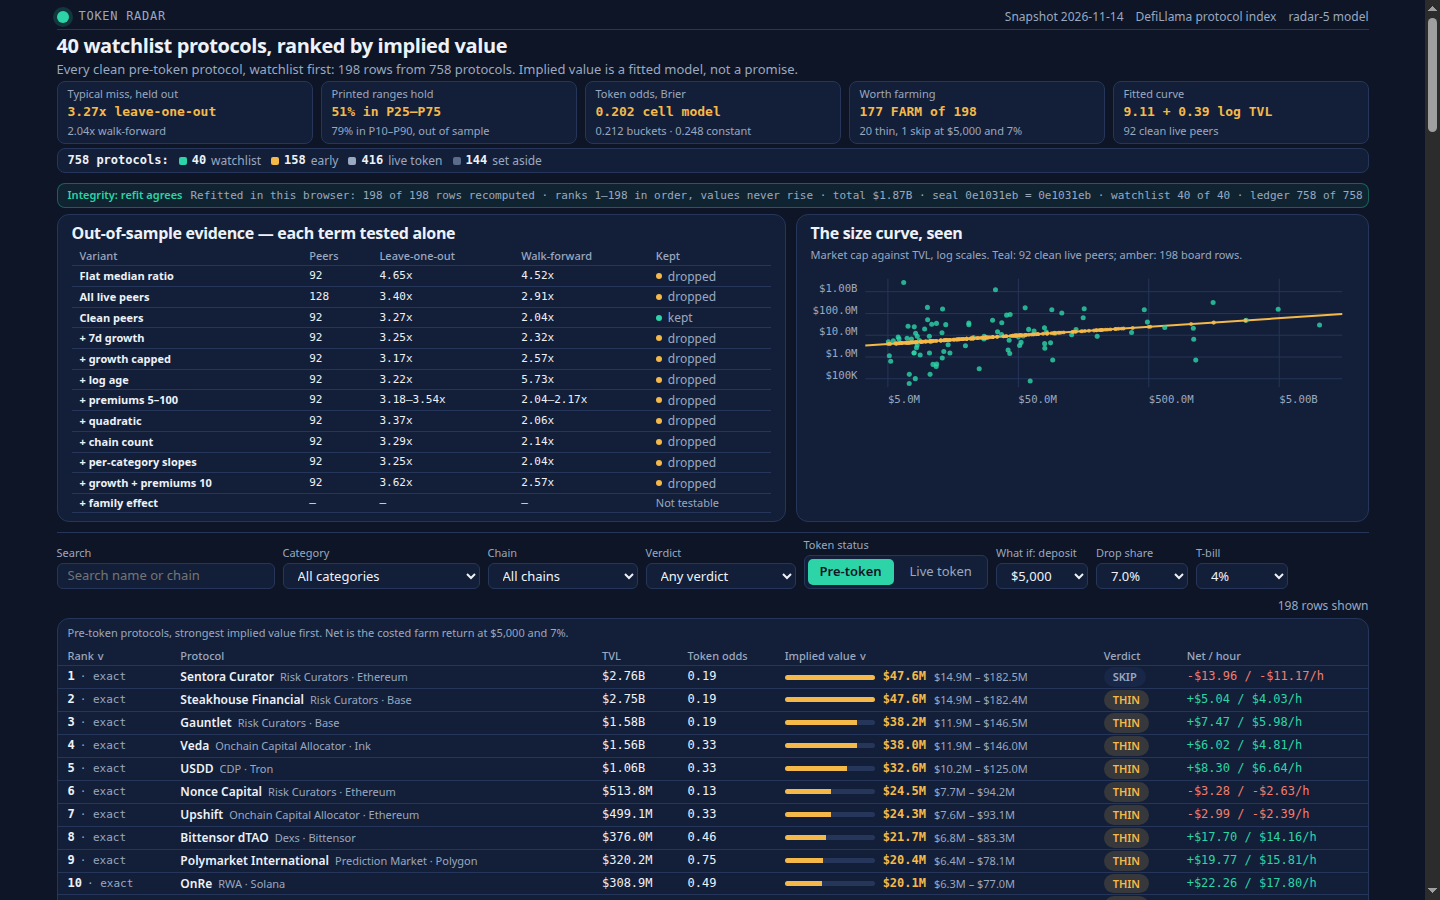 TOKEN RADAR
Snapshot 2026-11-14 DefiLlama protocol index radar-5 model
40 watchlist protocols, ranked by implied value
Every clean pre-token protocol, watchlist first: 198 rows from 758 protocols. Implied value is a fitted model, not a promise.
Typical miss, held out
3.27x leave-one-out
2.04x walk-forward
Printed ranges hold
51% in P25–P75
79% in P10–P90, out of sample
Token odds, Brier
0.202 cell model
0.212 buckets · 0.248 constant
Worth farming
177 FARM of 198
20 thin, 1 skip at $5,000 and 7%
Fitted curve
9.11 + 0.39 log TVL
92 clean live peers
758 protocols: 40 watchlist 158 early 416 live token 144 set aside
Integrity: refit agrees Refitted in this browser: 198 of 198 rows recomputed · ranks 1–198 in order, values never rise · total $1.87B · seal 0e1031eb = 0e1031eb · watchlist 40 of 40 · ledger 758 of 758
Out-of-sample evidence — each term tested alone
Variant Peers Leave-one-out Walk-forward Kept
Flat median ratio 92 4.65x 4.52x dropped
All live peers 128 3.40x 2.91x dropped
Clean peers 92 3.27x 2.04x kept
+ 7d growth 92 3.25x 2.32x dropped
+ growth capped 92 3.17x 2.57x dropped
+ log age 92 3.22x 5.73x dropped
+ premiums 5–100 92 3.18–3.54x 2.04–2.17x dropped
+ quadratic 92 3.37x 2.06x dropped
+ chain count 92 3.29x 2.14x dropped
+ per-category slopes 92 3.25x 2.04x dropped
+ growth + premiums 10 92 3.62x 2.57x dropped
+ family effect – – – Not testable
The size curve, seen
Market cap against TVL, log scales. Teal: 92 clean live peers; amber: 198 board rows.
$1.00B
$100.0M
$10.0M
$1.0M
$100K
$5.0M $50.0M $500.0M $5.00B
Search
Search name or chain
Category
All categories
Chain
All chains
Verdict
Any verdict
Token status
Pre-token Live token
What if: deposit
$5,000
Drop share
7.0%
T-bill
4%
198 rows shown
Pre-token protocols, strongest implied value first. Net is the costed farm return at $5,000 and 7%.
Rank v Protocol TVL Token odds Implied value v Verdict Net / hour
1 · exact Sentora Curator Risk Curators · Ethereum $2.76B 0.19 $47.6M $14.9M – $182.5M SKIP -$13.96 / -$11.17/h
2 · exact Steakhouse Financial Risk Curators · Base $2.75B 0.19 $47.6M $14.9M – $182.4M THIN +$5.04 / $4.03/h
3 · exact Gauntlet Risk Curators · Base $1.58B 0.19 $38.2M $11.9M – $146.5M THIN +$7.47 / $5.98/h
4 · exact Veda Onchain Capital Allocator · Ink $1.56B 0.33 $38.0M $11.9M – $146.0M THIN +$6.02 / $4.81/h
5 · exact USDD CDP · Tron $1.06B 0.33 $32.6M $10.2M – $125.0M THIN +$8.30 / $6.64/h
6 · exact Nonce Capital Risk Curators · Ethereum $513.8M 0.13 $24.5M $7.7M – $94.2M THIN -$3.28 / -$2.63/h
7 · exact Upshift Onchain Capital Allocator · Ethereum $499.1M 0.33 $24.3M $7.6M – $93.1M THIN -$2.99 / -$2.39/h
8 · exact Bittensor dTAO Dexs · Bittensor $376.0M 0.46 $21.7M $6.8M – $83.3M THIN +$17.70 / $14.16/h
9 · exact Polymarket International Prediction Market · Polygon $320.2M 0.75 $20.4M $6.4M – $78.1M THIN +$19.77 / $15.81/h
10 · exact OnRe RWA · Solana $308.9M 0.49 $20.1M $6.3M – $77.0M THIN +$22.26 / $17.80/h